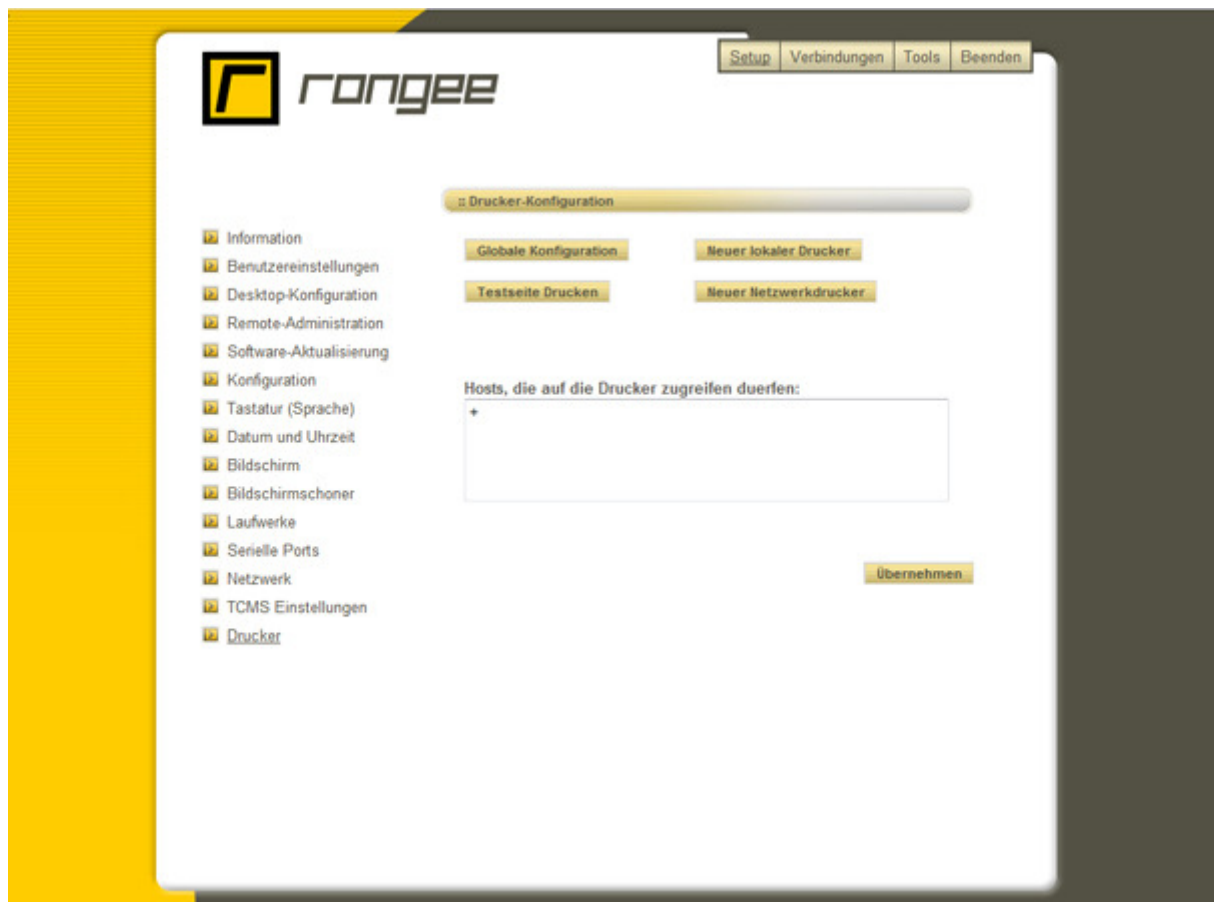 rangee
Setup Verbindungen Tools Beenden
:: Drucker-Konfiguration
Information
Benutzereinstellungen
Desktop-Konfiguration
Remote-Administration
Software-Aktualisierung
Konfiguration
Tastatur (Sprache)
Datum und Uhrzeit
Bildschirm
Bildschirmschoner
Laufwerke
Serielle Ports
Netzwerk
TCMS Einstellungen
Drucker
Globale Konfiguration Neuer lokaler Drucker
Testseite Drucken Neuer Netzwerkdrucker
Hosts, die auf die Drucker zugreifen duerfen:
+
Übernehmen